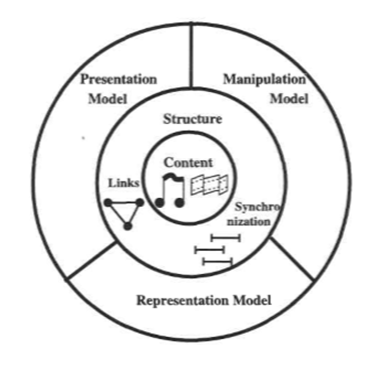 Presentation
Model
Manipulation
Model
Structure
Content
Links
Synchro
nization
Representation Model